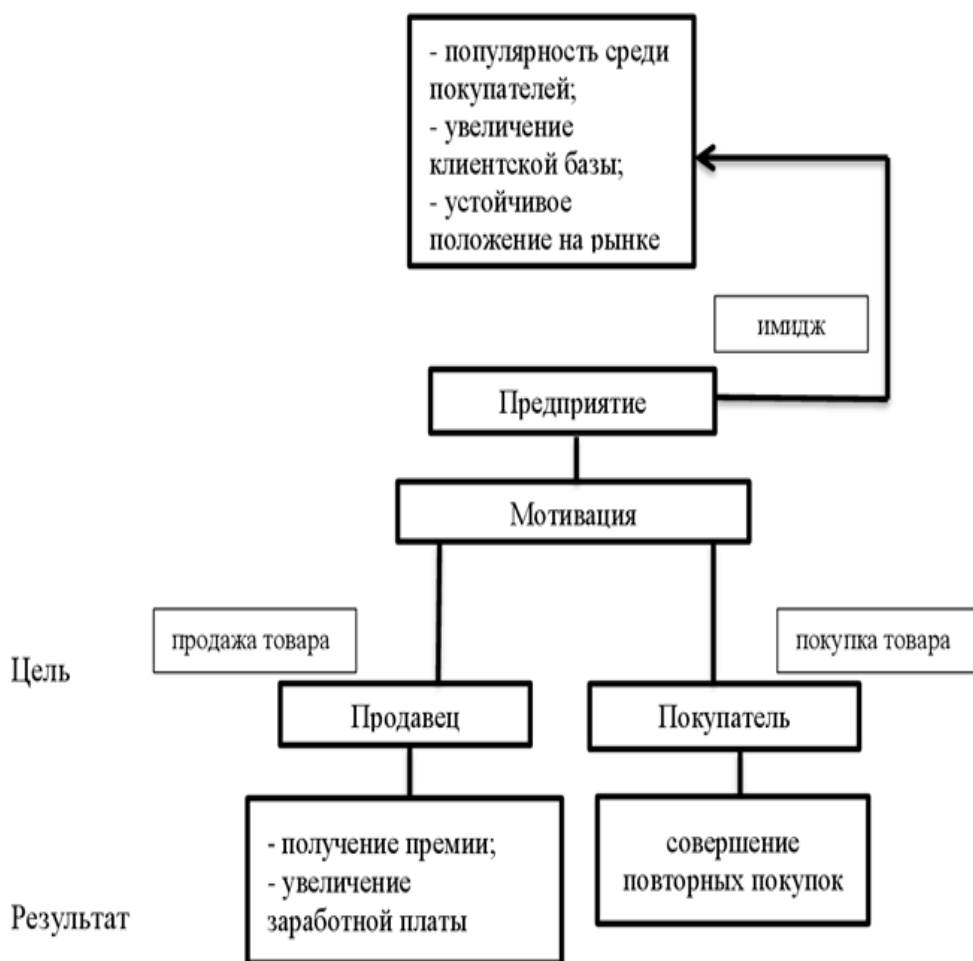 - популярность среди
покупателей;
- увеличение
клиентской базы;
- устойчивое
положение на рынке
имидж
Предприятие
Мотивация
продажа товара
покупка товара
Цель
Продавец
Покупатель
- получение премии;
- увеличение
заработной платы
совершение
повторных покупок
Результат